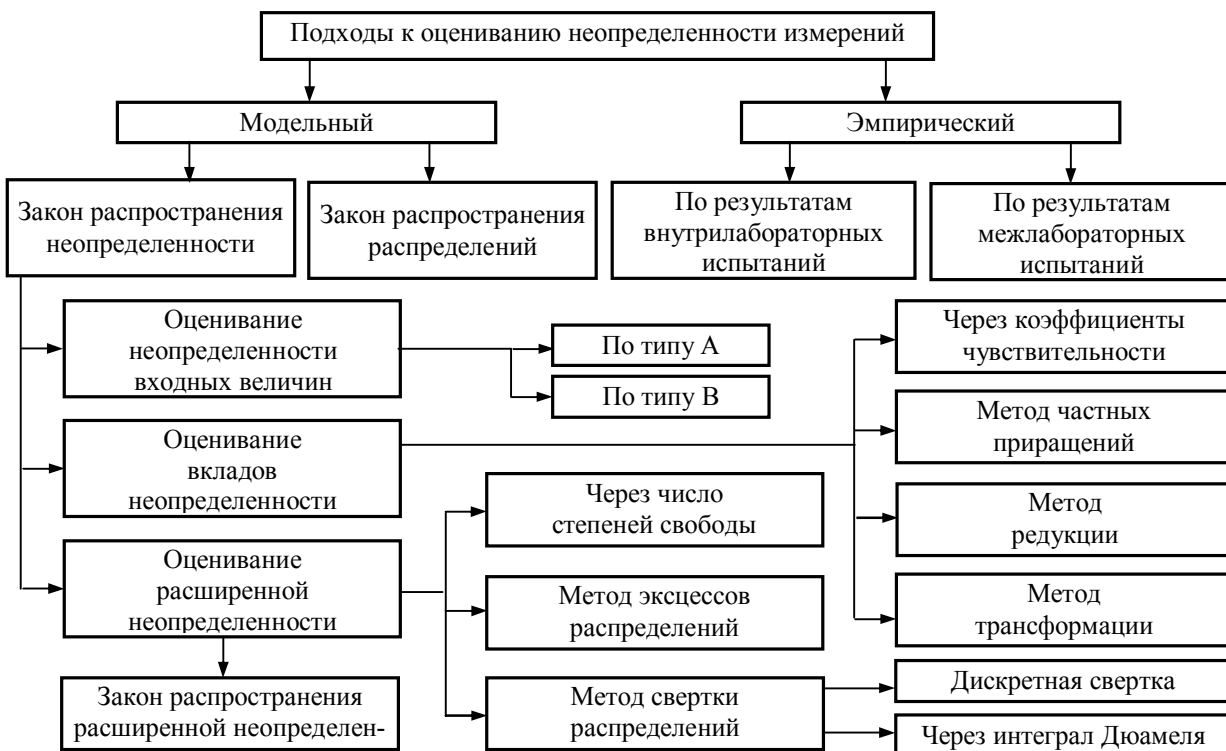 Подходы к оцениванию неопределенности измерений
Модельный
Эмпирический
Закон распространения
неопределенности
Закон распространения
распределений
По результатам
внутрилабораторных
испытаний
По результатам
межлабораторных
испытаний
Оценивание
неопределенности
входных величин
По типу А
По типу В
Через коэффициенты
чувствительности
Метод частных
приращений
Оценивание
вкладов
неопределенности
Через число
степеней свободы
Метод
редукции
Оценивание
расширенной
неопределенности
Метод эксцессов
распределений
Метод
трансформации
Закон распространения
расширенной неопределен-
Метод свертки
распределений
Дискретная свертка
Через интеграл Дюамеля